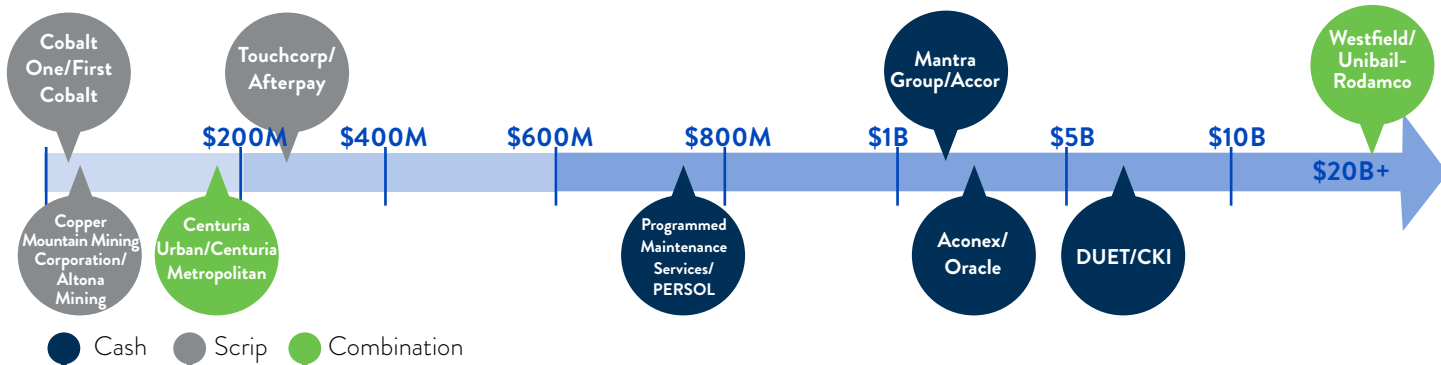 Cobalt
One/First
Cobalt
Touchcorp/
Afterpay
Mantra
Group/Accor
Westfield/
Unibail-
Rodamco
$200M
$400M
$600M
$800M
$1B
$5B
$10B
$20B+
Copper
Mountain Mining
Corporation/
Altona
Mining
Centuria
Urban/Centuria
Metropolitan
Programmed
Maintenance
Services/
PERSOL
Aconex/
Oracle
DUET/CKI
Cash
Scrip
Combination